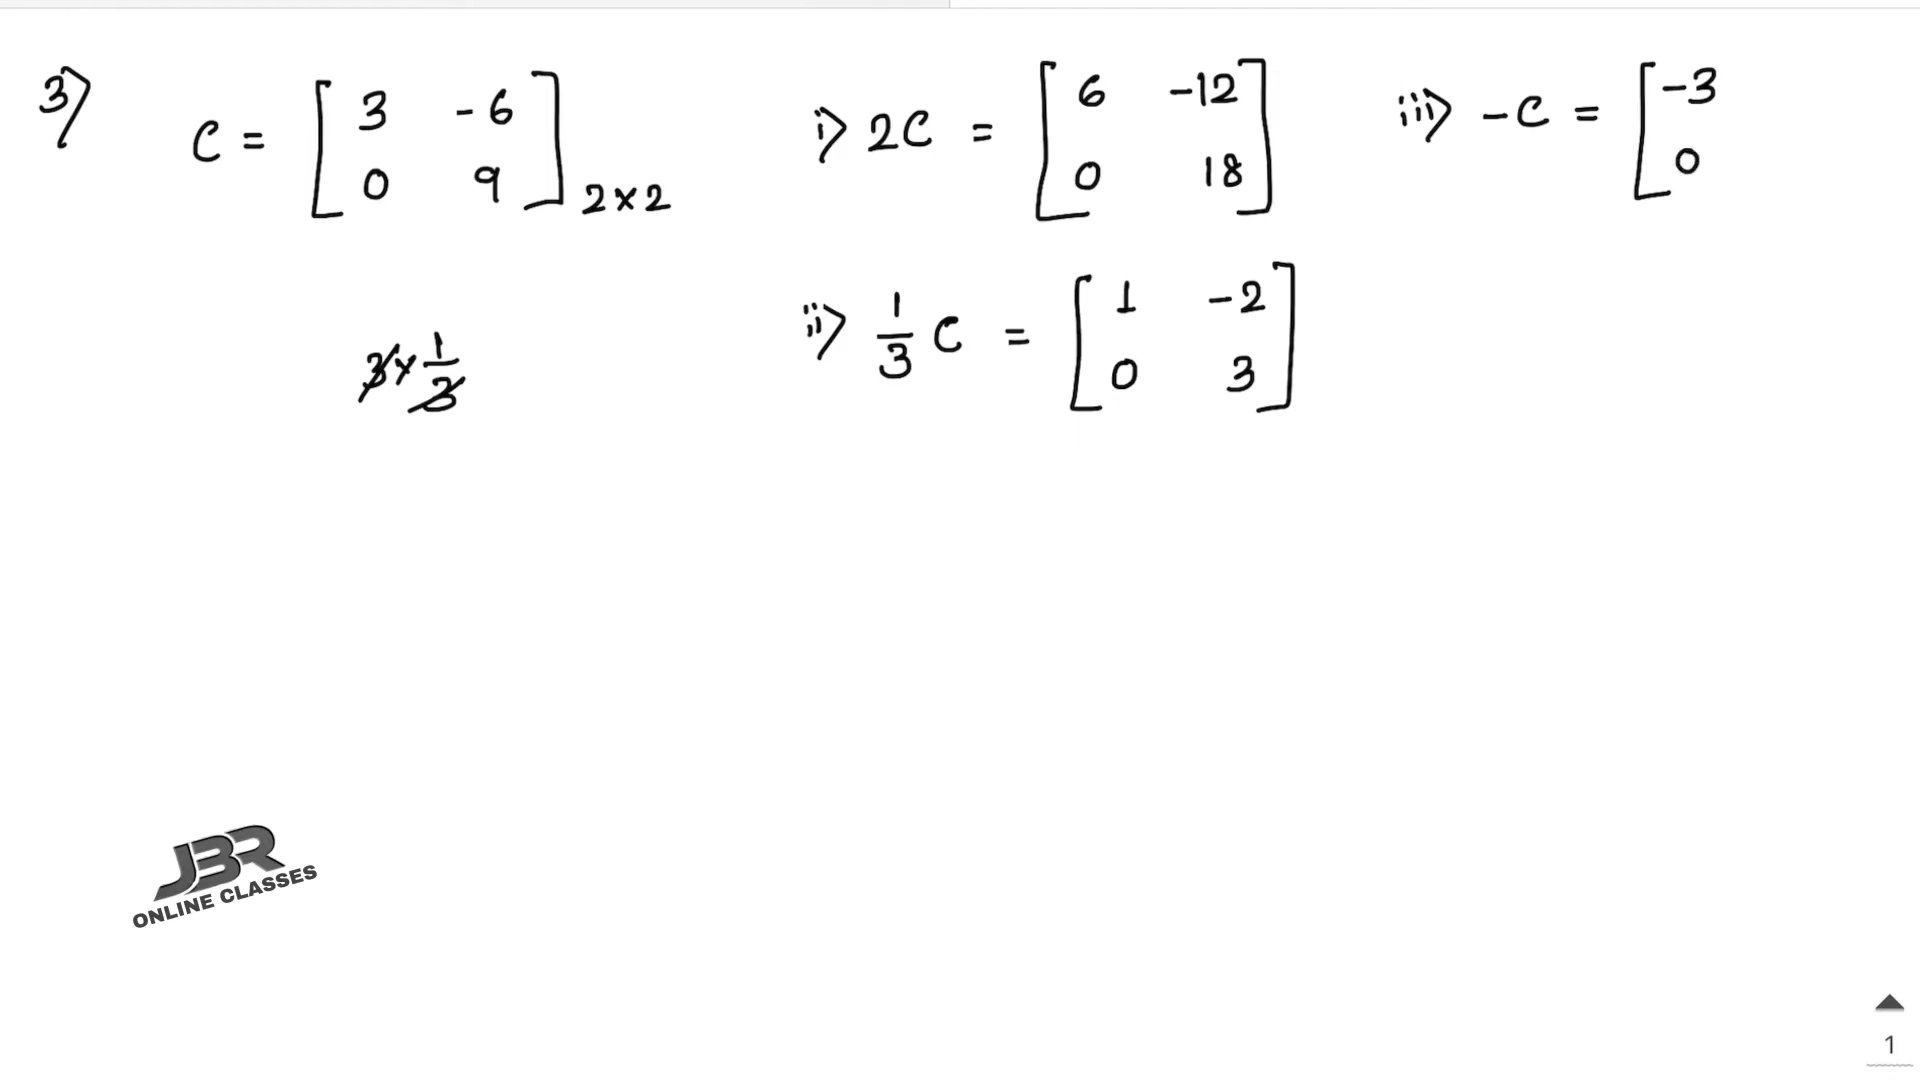 3) C = [ 3 -6
0 9 ] 2×2
i) 2C = [ 6 -12
0 18 ]
iii) -C = [ -3
0
3 × 1/3
ii) 1/3 C = [ 1 -2
0 3 ]
JBR
ONLINE CLASSES
1